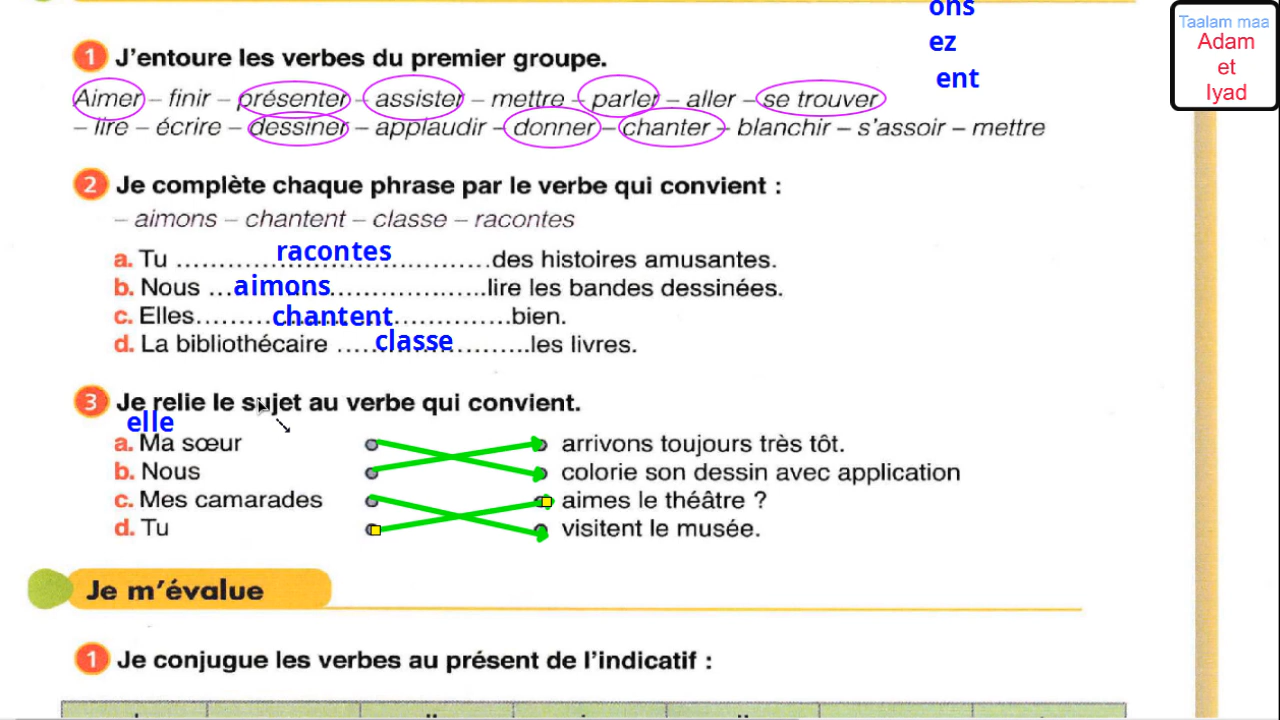 ons
ez
ent
Taalam maa
Adam
et
Iyad
1 J'entoure les verbes du premier groupe.
Aimer – finir – présenter – assister – mettre – parler – aller – se trouver
– lire – écrire – dessiner – applaudir – donner – chanter – blanchir – s'assoir – mettre
2 Je complète chaque phrase par le verbe qui convient :
– aimons – chantent – classe – racontes
a. Tu ........racontes........des histoires amusantes.
b. Nous ...aimons........lire les bandes dessinées.
c. Elles........chantent........bien.
d. La bibliothécaire ....classe........les livres.
3 Je relie le sujet au verbe qui convient.
elle
a. Ma sœur arrivons toujours très tôt.
b. Nous colorie son dessin avec application
c. Mes camarades aimes le théâtre ?
d. Tu visitent le musée.
Je m'évalue
1 Je conjugue les verbes au présent de l'indicatif :